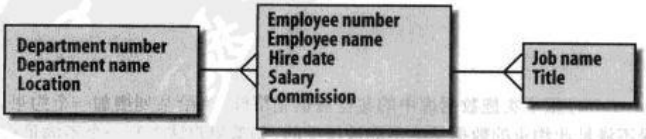 Department number
Department name
Location
Employee number
Employee name
Hire date
Salary
Commission
Job name
Title